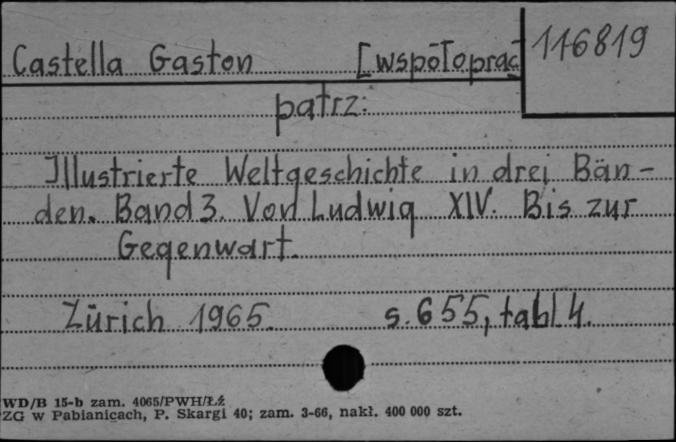 Castella Gaston [współoprac] 116819
patrz:
Illustrierte Weltgeschichte in drei Bän-
den. Band 3. Von Ludwig XIV. Bis zur
Gegenwart.
Zürich 1965. s. 655, tabl. 4.
WD/B 15-b zam. 4065/PWH/Łż
ZG w Pabianicach, P. Skargi 40; zam. 3-66, nakł. 400 000 szt.